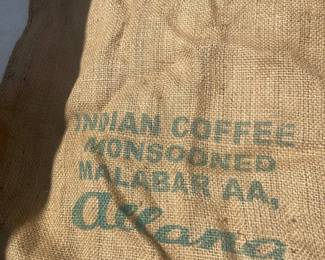 INDIAN COFFEE
MONSOONED
MALABAR AA,
allana